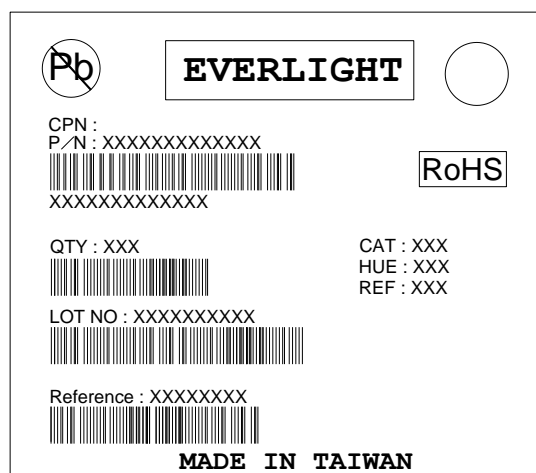 Pb
EVERLIGHT
CPN :
P/N : XXXXXXXXXXXXX
XXXXXXXXXXXXX
RoHS
QTY : XXX
CAT : XXX
HUE : XXX
REF : XXX
LOT NO : XXXXXXXXXX
Reference : XXXXXXXX
MADE IN TAIWAN